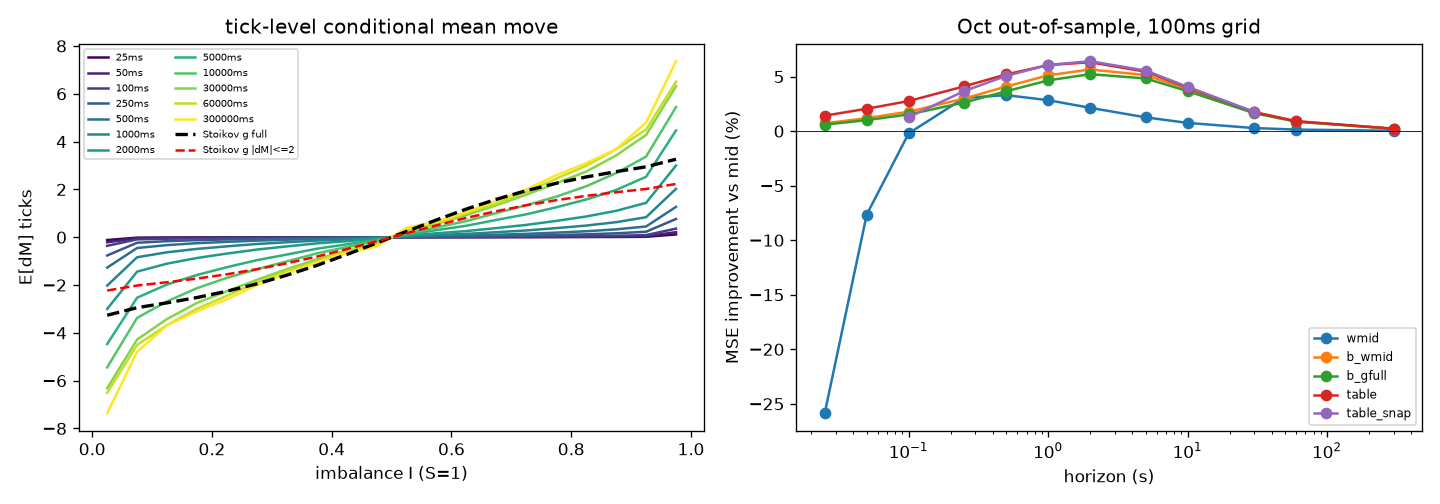 tick-level conditional mean move
E[dM] ticks
8
6
4
2
0
−2
−4
−6
−8
25ms
50ms
100ms
250ms
500ms
1000ms
2000ms
5000ms
10000ms
30000ms
60000ms
300000ms
Stoikov g full
Stoikov g |dM|<=2
0.0 0.2 0.4 0.6 0.8 1.0
imbalance I (S=1)
Oct out-of-sample, 100ms grid
MSE improvement vs mid (%)
5
0
−5
−10
−15
−20
−25
wmid
b_wmid
b_gfull
table
table_snap
10⁻¹ 10⁰ 10¹ 10²
horizon (s)